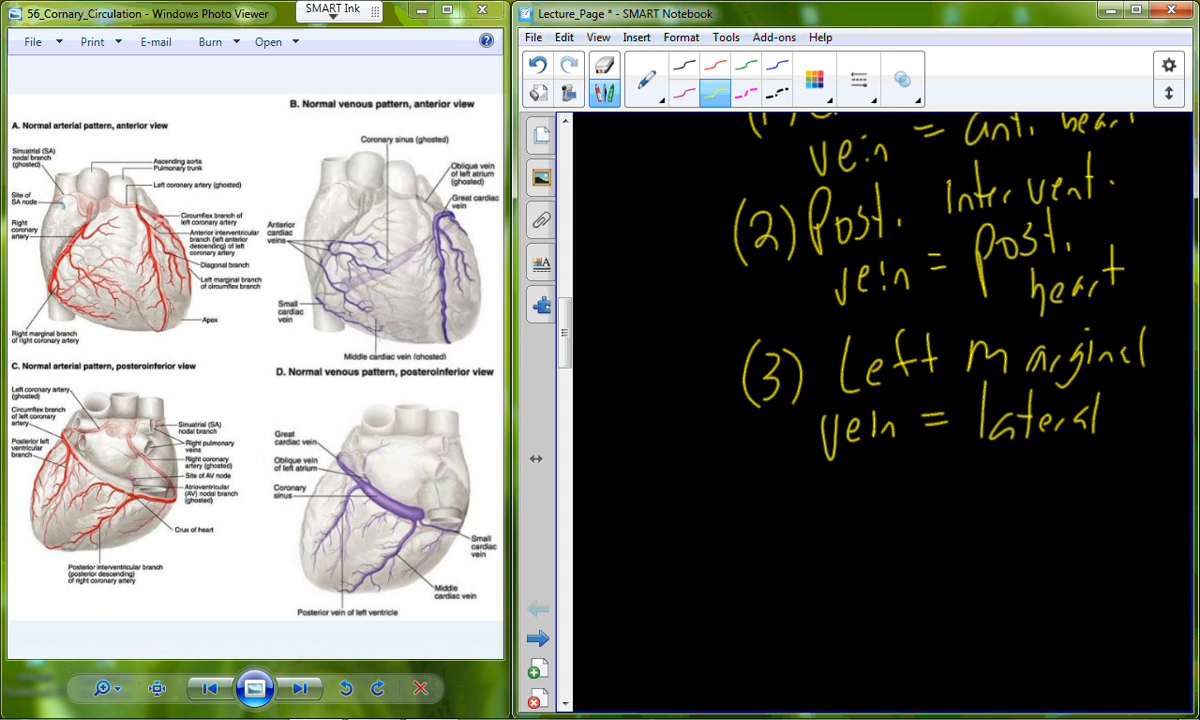 56_Cornary_Circulation - Windows Photo Viewer
SMART Ink
File Print E-mail Burn Open
A. Normal arterial pattern, anterior view
Sinuatrial (SA)
nodal branch
(ghosted)
Ascending aorta
Pulmonary trunk
Left coronary artery (ghosted)
Site of
SA node
Right
coronary
artery
Circumflex branch of
left coronary artery
Anterior interventricular
branch (left anterior
descending) of left
coronary artery
Diagonal branch
Left marginal branch
of circumflex branch
Apex
Right marginal branch
of right coronary artery
B. Normal venous pattern, anterior view
Coronary sinus (ghosted)
Oblique vein
of left atrium
(ghosted)
Great cardiac
vein
Anterior
cardiac
veins
Small
cardiac
vein
Middle cardiac vein (ghosted)
C. Normal arterial pattern, posteroinferior view
Left coronary artery
(ghosted)
Circumflex branch
of left coronary
artery
Posterior left
ventricular
branch
Sinuatrial (SA)
nodal branch
Right pulmonary
veins
Right coronary
artery (ghosted)
Site of AV node
Atrioventricular
(AV) nodal branch
(ghosted)
Crux of heart
Posterior interventricular branch
(posterior descending)
of right coronary artery
D. Normal venous pattern, posteroinferior view
Great
cardiac vein
Oblique vein
of left atrium
Coronary
sinus
Small
cardiac
vein
Middle
cardiac vein
Posterior vein of left ventricle
Lecture_Page * - SMART Notebook
File Edit View Insert Format Tools Add-ons Help
vein = ant. heart
(2) Post. Intervent.
vein = post.
heart
(3) Left marginal
vein = lateral